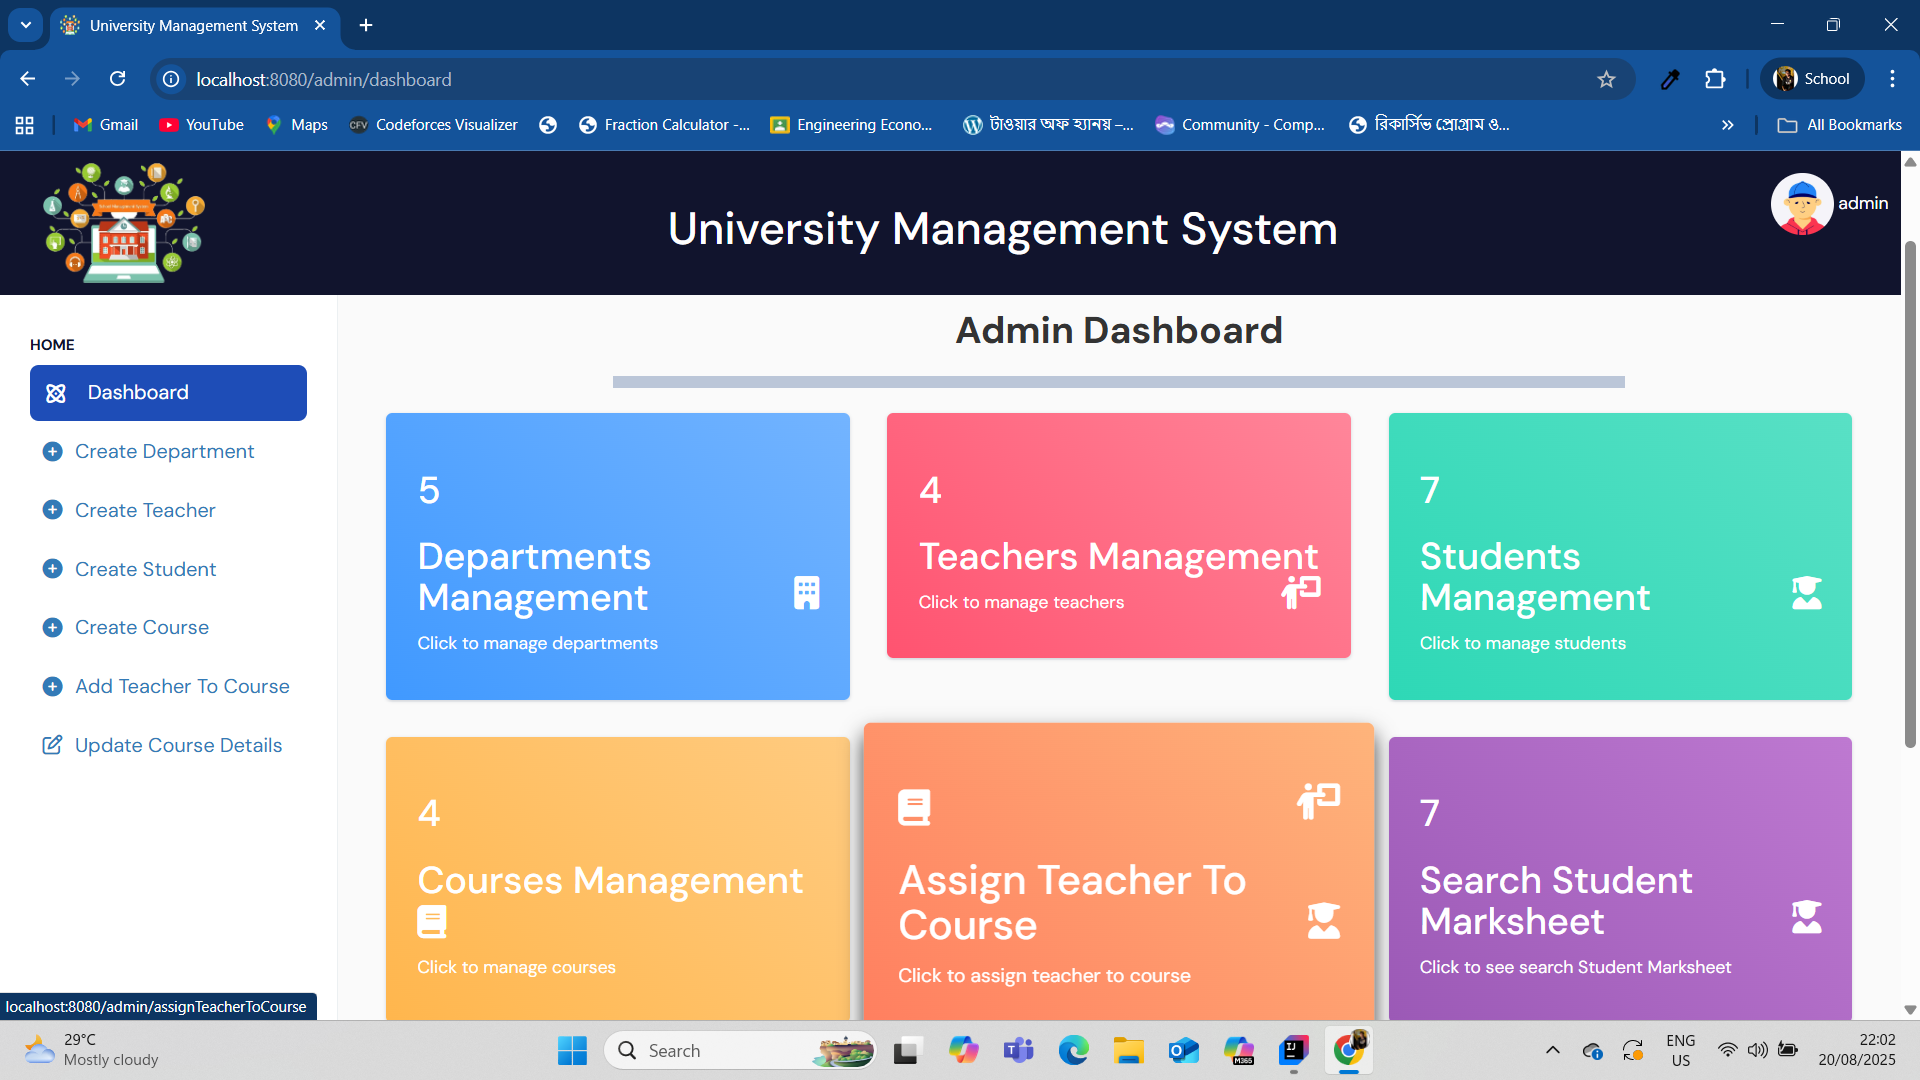 University Management System
localhost:8080/admin/dashboard
School
Gmail
YouTube
Maps
Codeforces Visualizer
Fraction Calculator -...
Engineering Econo...
টাওয়ার অফ হ্যানয় –...
Community - Comp...
রিকার্সিভ প্রোগ্রাম ও...
All Bookmarks
University Management System
admin
HOME
Dashboard
Create Department
Create Teacher
Create Student
Create Course
Add Teacher To Course
Update Course Details
Admin Dashboard
5
Departments
Management
Click to manage departments
4
Teachers Management
Click to manage teachers
7
Students
Management
Click to manage students
4
Courses Management
Click to manage courses
Assign Teacher To
Course
Click to assign teacher to course
7
Search Student
Marksheet
Click to see search Student Marksheet
localhost:8080/admin/assignTeacherToCourse
29°C
Mostly cloudy
Search
ENG
US
22:02
20/08/2025